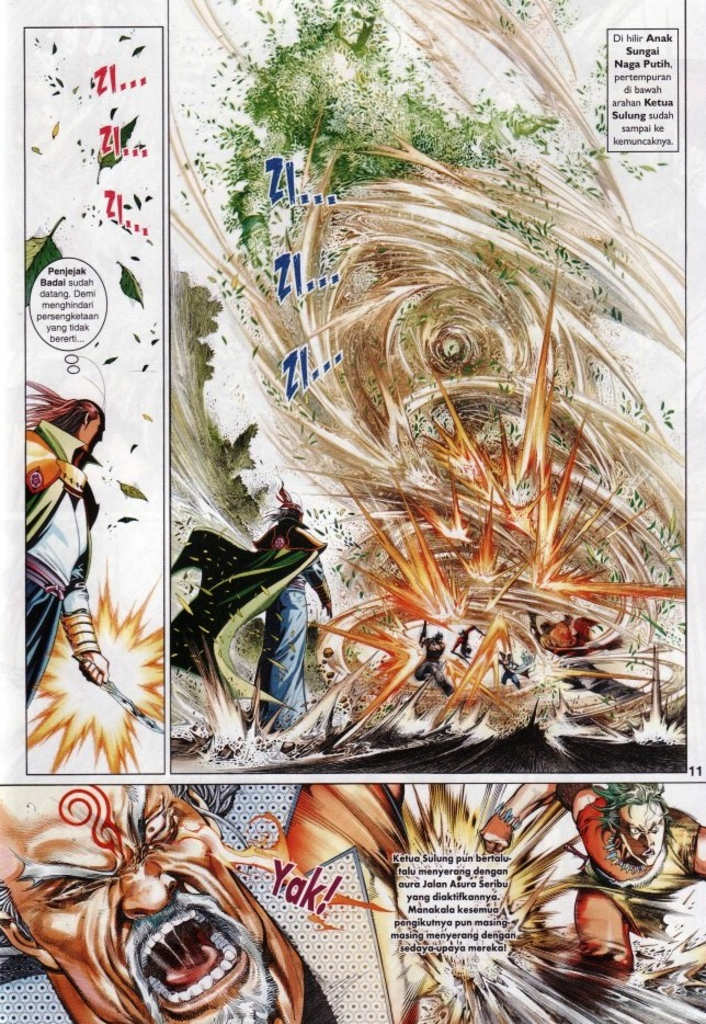 ZI...
ZI...
ZI...
Penjejak
Badai sudah
datang. Demi
menghindari
persengketaan
yang tidak
bererti...
Di hilir Anak
Sungai
Naga Putih,
pertempuran
di bawah
arahan Ketua
Sulung sudah
sampai ke
kemuncaknya.
ZI...
ZI...
ZI...
11
Yak!
Ketua Sulung pun bertalu-
talu menyerang dengan
aura Jalan Asura Seribu
yang diaktifkannya.
Manakala kesemua
pengikutnya pun masing-
masing menyerang dengan
sedaya-upaya mereka!